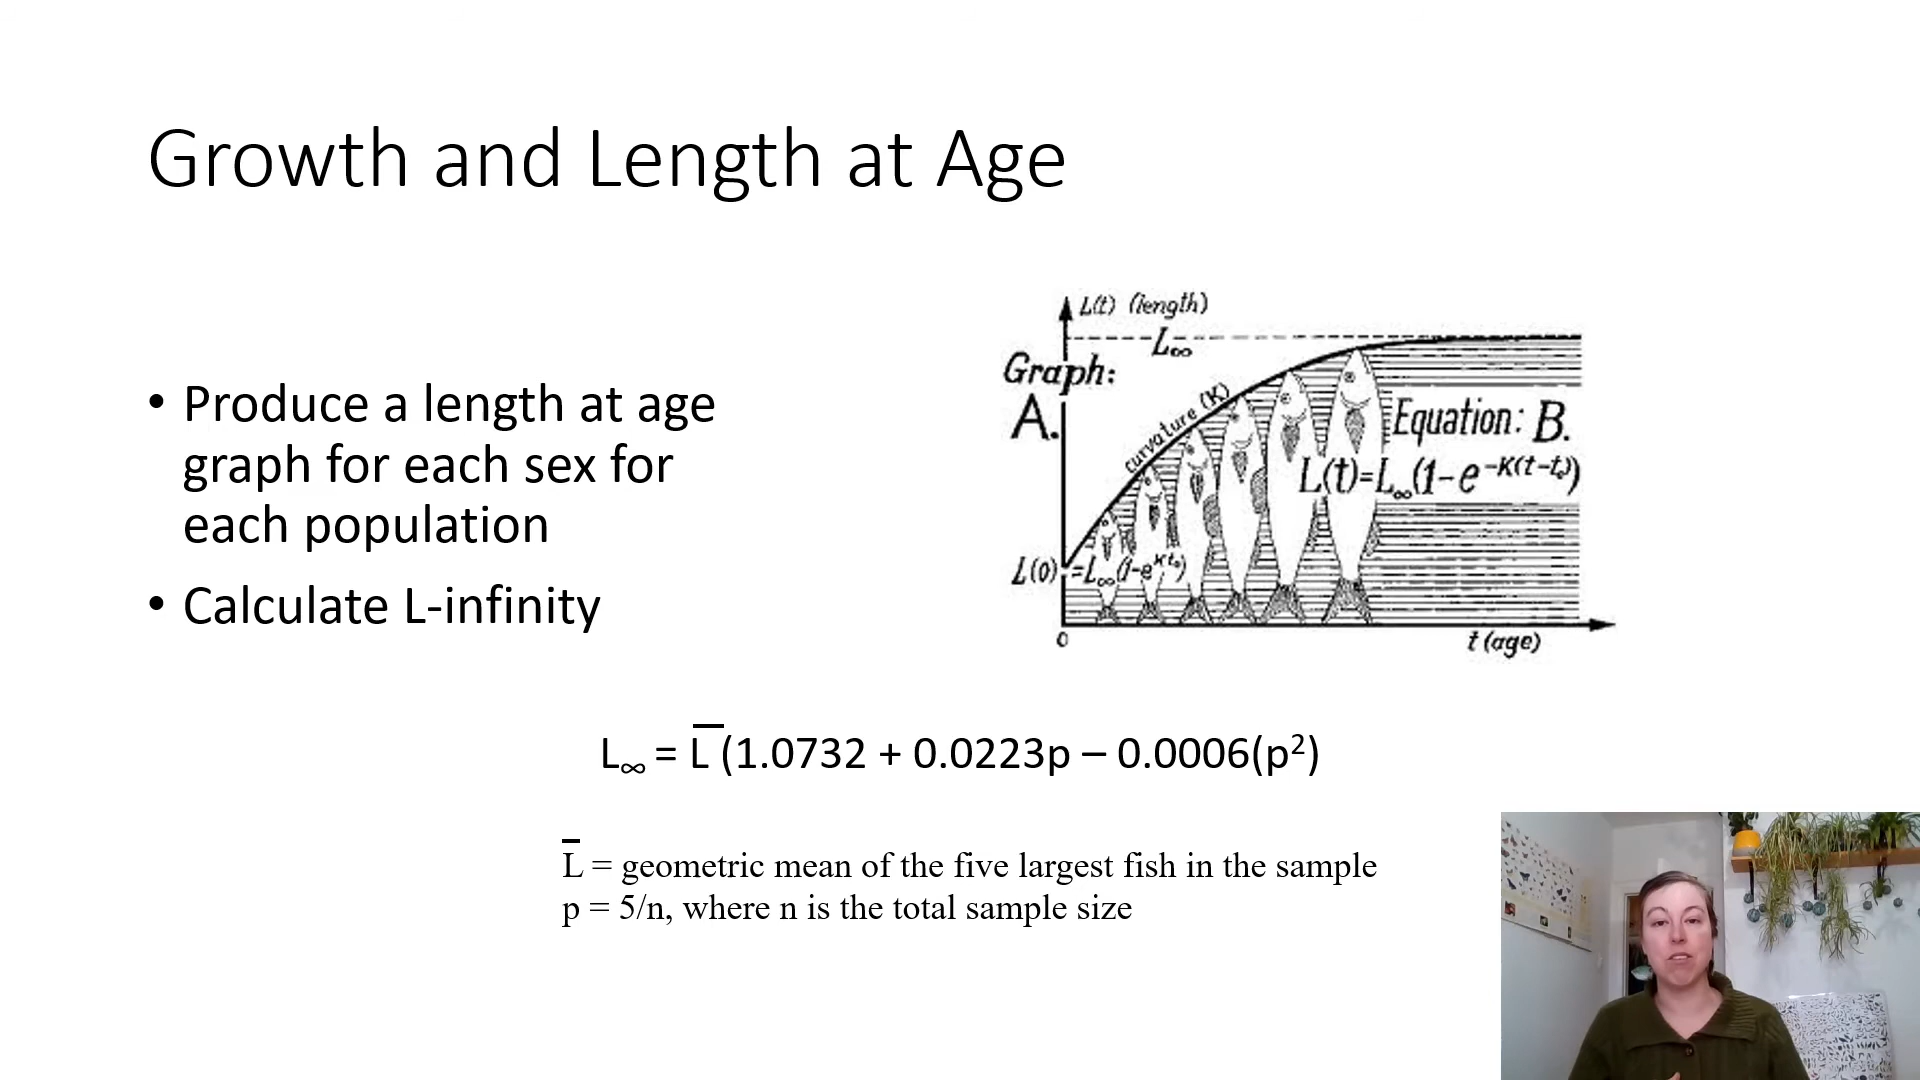 Growth and Length at Age
• Produce a length at age
graph for each sex for
each population
• Calculate L-infinity
L(t) (length)
L∞
Graph:
A.
curvature (K)
Equation: B.
L(t)=L∞(1-e^-K(t-t₀))
L(0) =L∞(1-e^Kt₀)
0
t (age)
L∞ = L̅ (1.0732 + 0.0223p – 0.0006(p²)
L̅ = geometric mean of the five largest fish in the sample
p = 5/n, where n is the total sample size